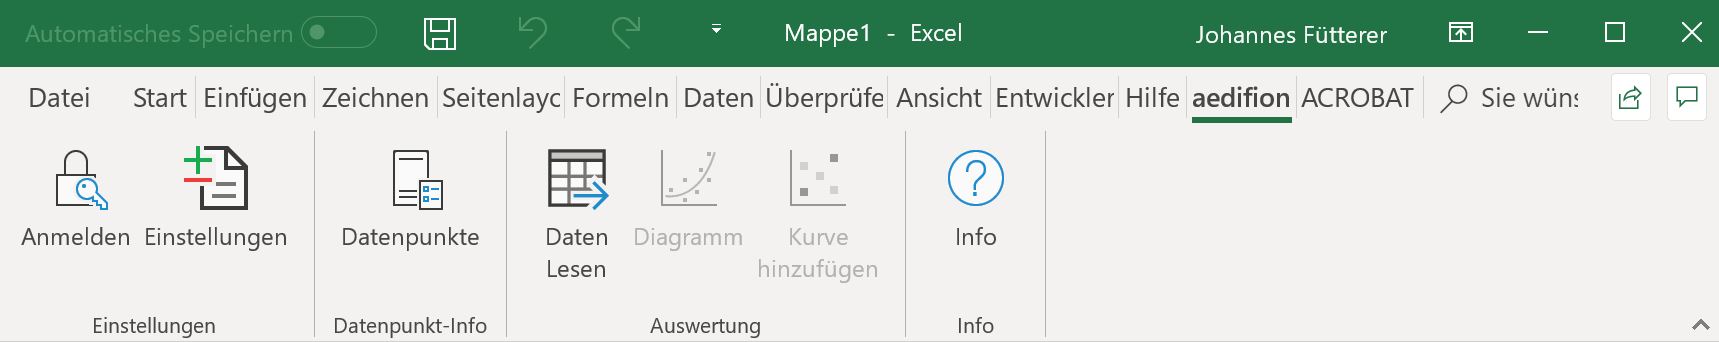 Automatisches Speichern
Mappe1 - Excel
Johannes Fütterer
Datei Start Einfügen Zeichnen Seitenlayc Formeln Daten Überprüfe Ansicht Entwickler Hilfe aedifion ACROBAT Sie wüns
Anmelden Einstellungen Datenpunkte Daten Diagramm Kurve Info
Lesen hinzufügen
Einstellungen Datenpunkt-Info Auswertung Info